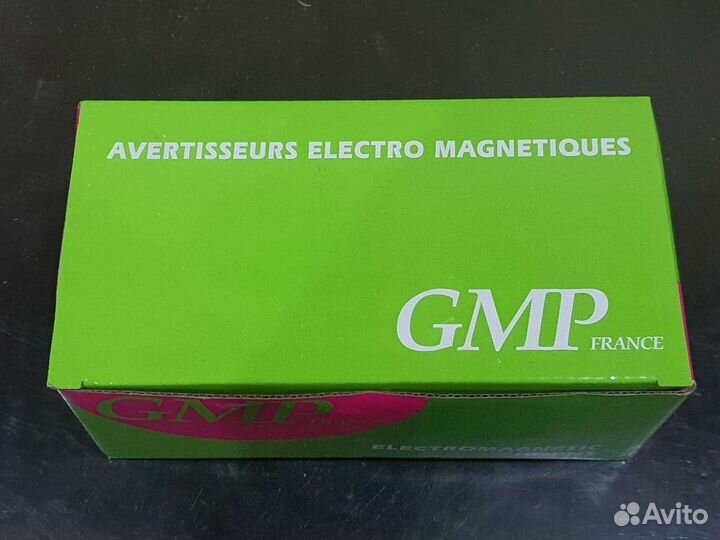 AVERTISSEURS ELECTRO MAGNETIQUES
GMP
FRANCE
GMP
ELECTROMAGNETIC
Avito